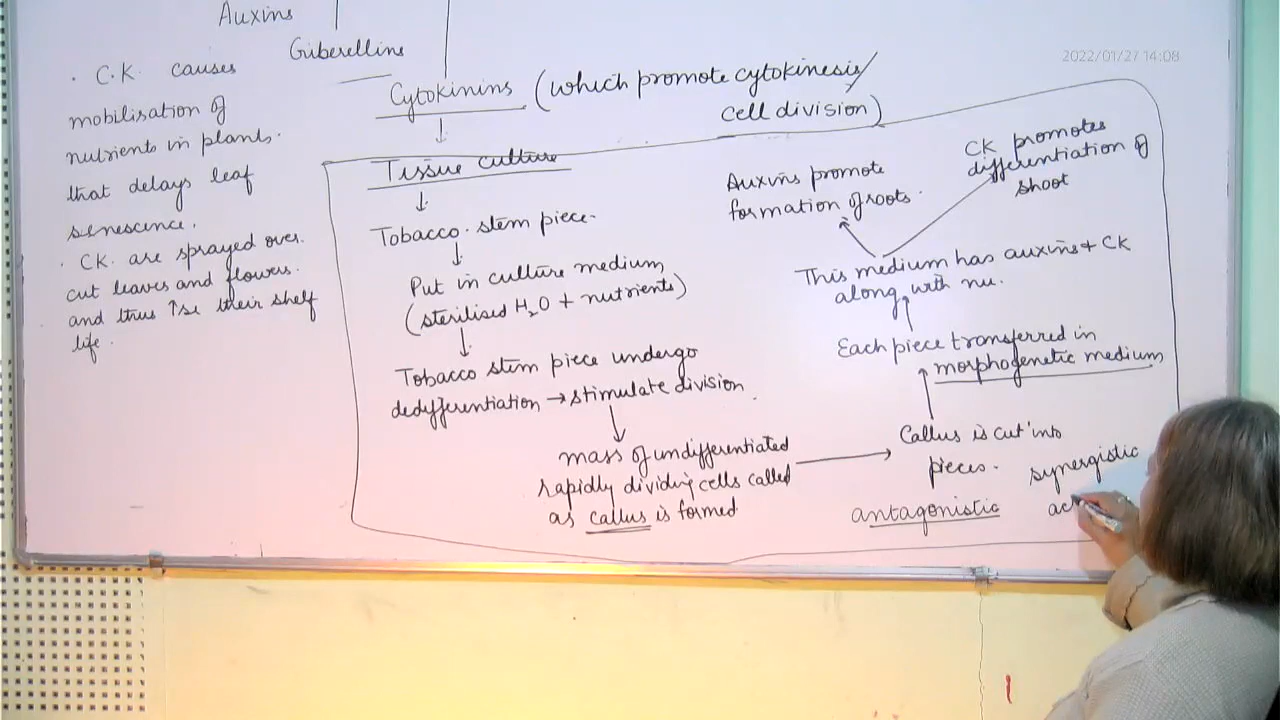 Auxins
Giberelline
2022/01/27 14:08
· C.K. causes
mobilisation of
nutrients in plants.
that delays leaf
senescence.
· CK. are sprayed over.
cut leaves and flowers.
and thus ↑se their shelf
life.
Cytokinins (which promote cytokinesis/
cell division)
↓
Tissue culture
↓
Tobacco stem piece.
↓
Put in culture medium
(sterilised H₂O + nutrients)
↓
Tobacco stem piece undergo
dedifferentiation → stimulate division
↓
mass of undifferentiated
rapidly dividing cells called
as callus is formed
→
Callus is cut into
pieces.
Each piece transferred in
morphogenetic medium
This medium has auxins + CK
along with nu.
Auxins promote
formation of roots.
CK promotes
differentiation of
shoot
antagonistic
synergistic
ac